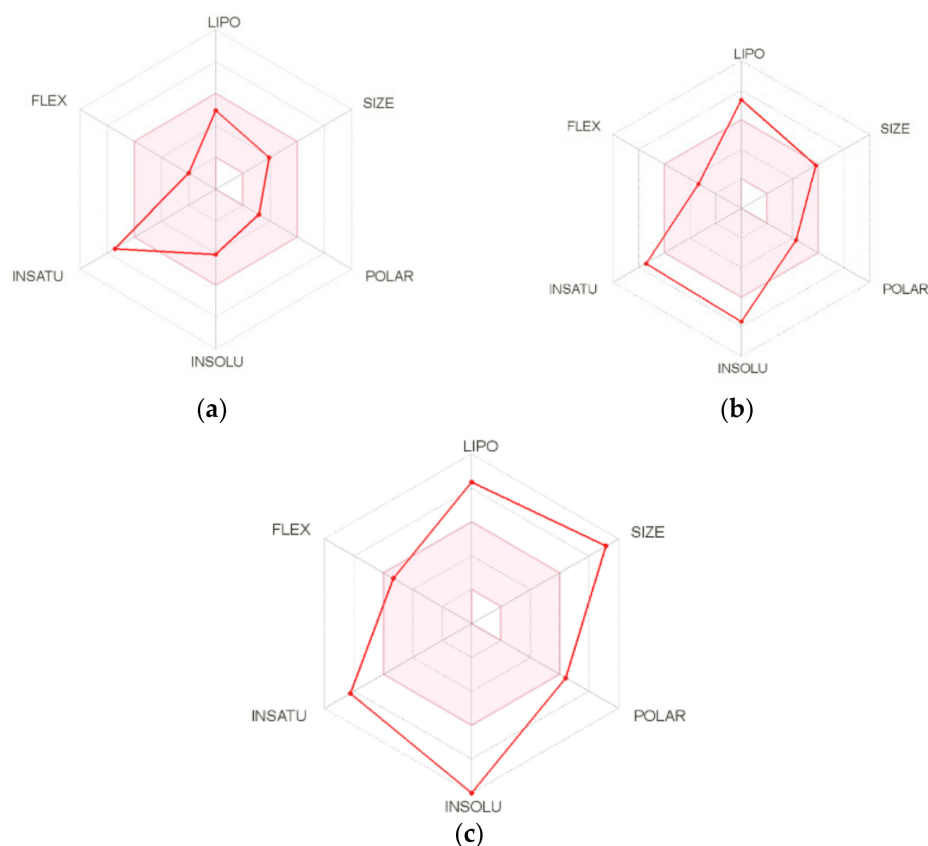 LIPO
FLEX
SIZE
INSATU
POLAR
INSOLU
(a)
LIPO
FLEX
SIZE
INSATU
POLAR
INSOLU
(b)
LIPO
FLEX
SIZE
INSATU
POLAR
INSOLU
(c)